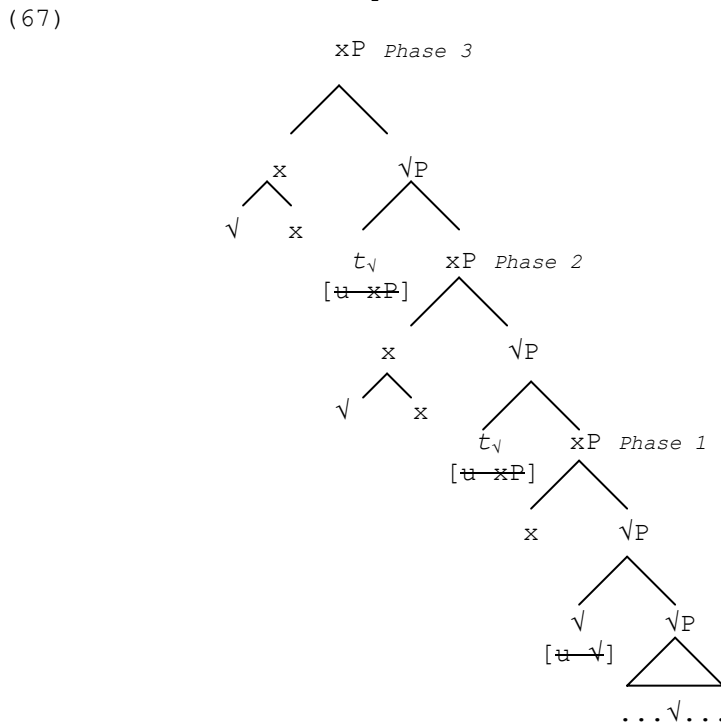 (67)
xP Phase 3
x √P
√ x
t√ xP Phase 2
[u xP]
x √P
√ x
t√ xP Phase 1
[u xP]
x √P
√ √P
[u √]
...√...